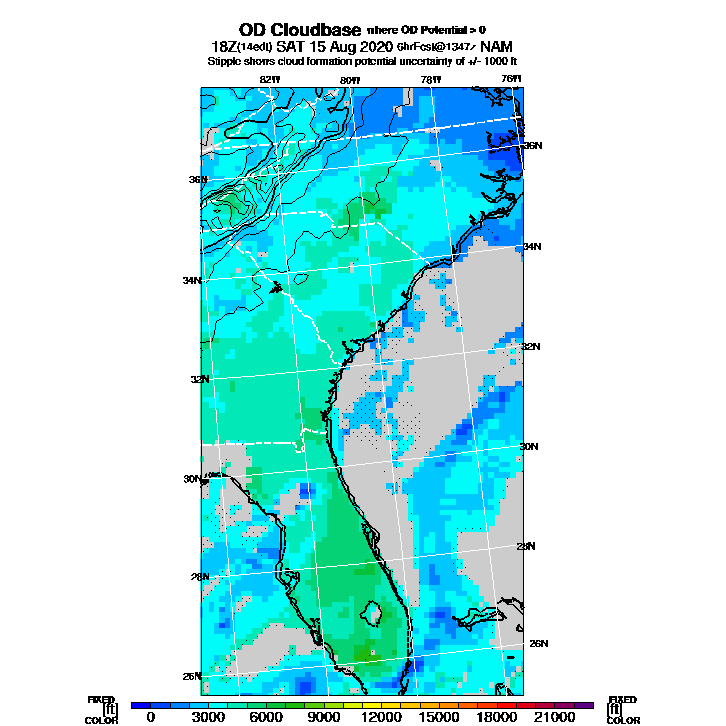 OD Cloudbase where OD Potential > 0
18Z(14edt) SAT 15 Aug 2020 6hrFcst@1347z NAM
Stipple shows cloud formation potential uncertainty of +/- 1000 ft
82W 80W 78W 76W
36N
36N
34N
34N
32N
32N
30N
30N
28N
28N
26N
26N
FIXED FIXED
[ft] 0 3000 6000 9000 12000 15000 18000 21000 [ft]
COLOR COLOR